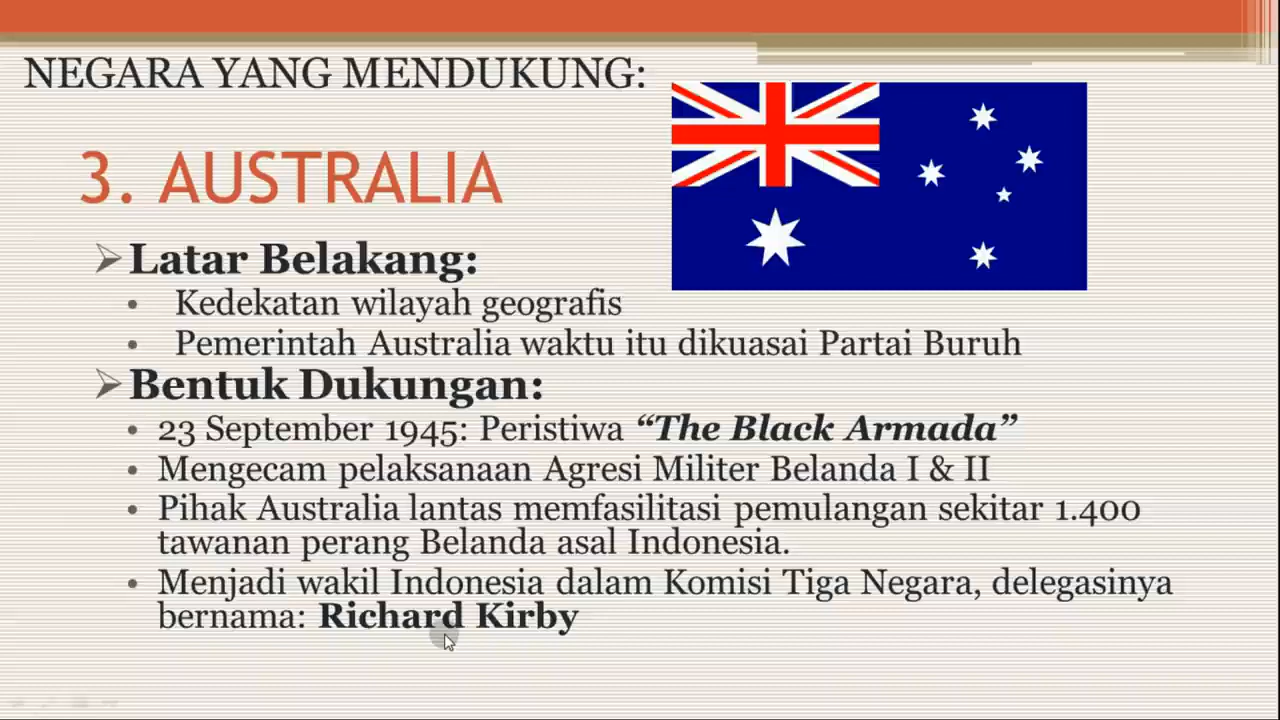 NEGARA YANG MENDUKUNG:
3. AUSTRALIA
Latar Belakang:
• Kedekatan wilayah geografis
• Pemerintah Australia waktu itu dikuasai Partai Buruh
Bentuk Dukungan:
• 23 September 1945: Peristiwa “The Black Armada”
• Mengecam pelaksanaan Agresi Militer Belanda I & II
• Pihak Australia lantas memfasilitasi pemulangan sekitar 1.400
tawanan perang Belanda asal Indonesia.
• Menjadi wakil Indonesia dalam Komisi Tiga Negara, delegasinya
bernama: Richard Kirby